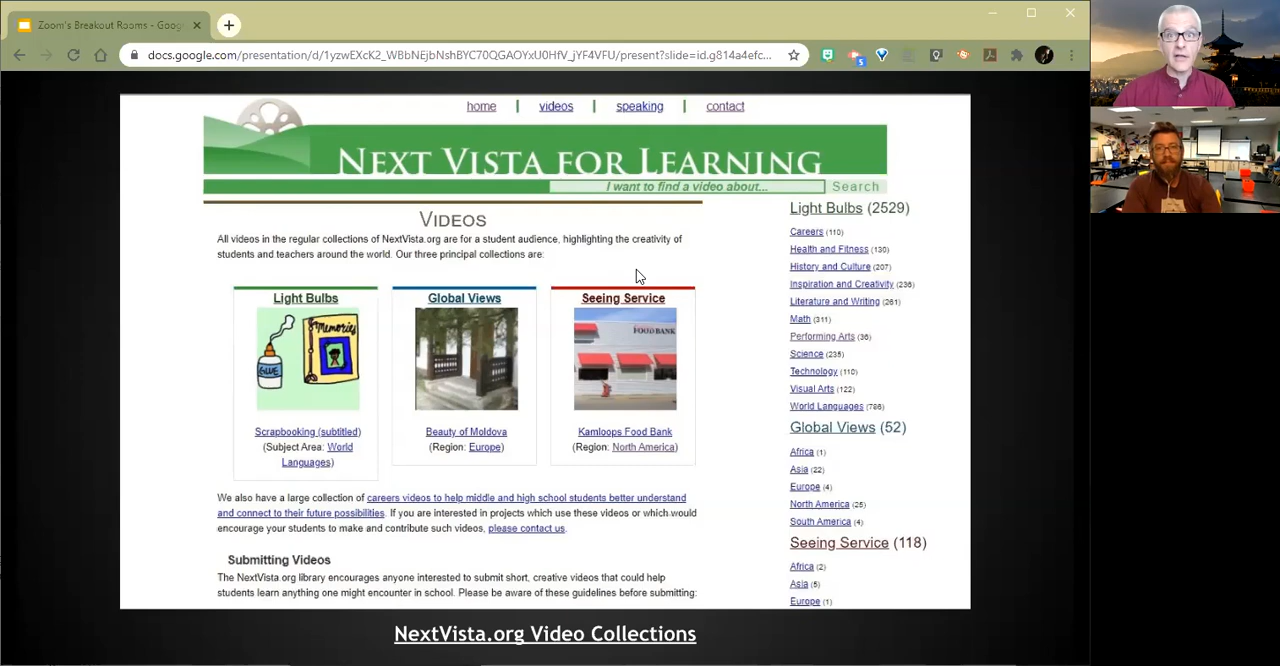 Zoom's Breakout Rooms - Goog
docs.google.com/presentation/d/1yzwEXcK2_WBbNEjbNshBYC70QGAOYxU0HfV_jYF4VFU/present?slide=id.g814a4efc...
home | videos | speaking | contact
NEXT VISTA FOR LEARNING
I want to find a video about... Search
VIDEOS
All videos in the regular collections of NextVista.org are for a student audience, highlighting the creativity of
students and teachers around the world. Our three principal collections are:
Light Bulbs
Memories
GLUE
Scrapbooking (subtitled)
(Subject Area: World
Languages)
Global Views
Beauty of Moldova
(Region: Europe)
Seeing Service
FOOD BANK
Kamloops Food Bank
(Region: North America)
We also have a large collection of careers videos to help middle and high school students better understand
and connect to their future possibilities. If you are interested in projects which use these videos or which would
encourage your students to make and contribute such videos, please contact us.
Submitting Videos
The NextVista org library encourages anyone interested to submit short, creative videos that could help
students learn anything one might encounter in school. Please be aware of these guidelines before submitting:
Light Bulbs (2529)
Careers (110)
Health and Fitness (130)
History and Culture (207)
Inspiration and Creativity (236)
Literature and Writing (261)
Math (311)
Performing Arts (36)
Science (235)
Technology (110)
Visual Arts (122)
World Languages (786)
Global Views (52)
Africa (1)
Asia (22)
Europe (4)
North America (25)
South America (4)
Seeing Service (118)
Africa (2)
Asia (5)
Europe (1)
NextVista.org Video Collections